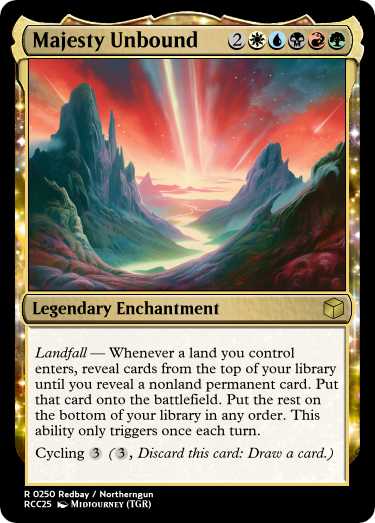 Majesty Unbound 2
Legendary Enchantment
Landfall — Whenever a land you control
enters, reveal cards from the top of your library
until you reveal a nonland permanent card. Put
that card onto the battlefield. Put the rest on
the bottom of your library in any order. This
ability only triggers once each turn.
Cycling 3 (3, Discard this card: Draw a card.)
R 0250 Redbay / Northerngun
RCC25 Midjourney (TGR)